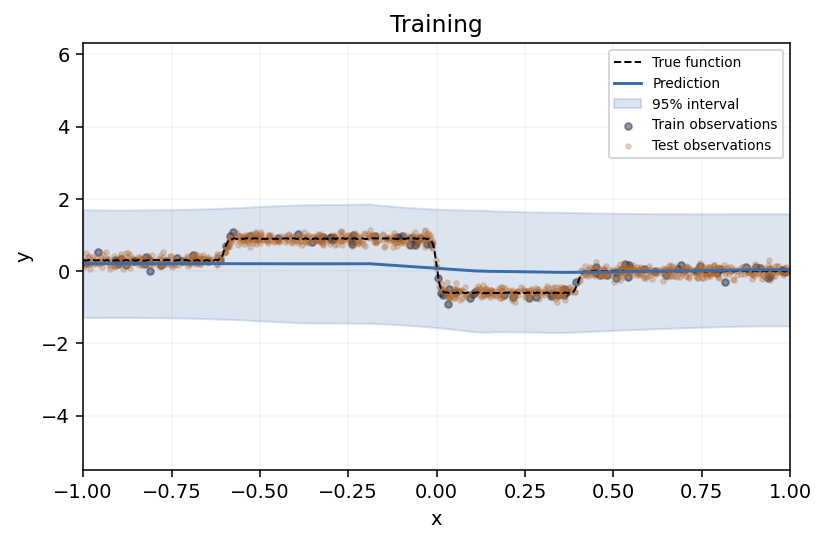 Training
6
4
2
0
−2
−4
y
−1.00 −0.75 −0.50 −0.25 0.00 0.25 0.50 0.75 1.00
x
True function
Prediction
95% interval
Train observations
Test observations